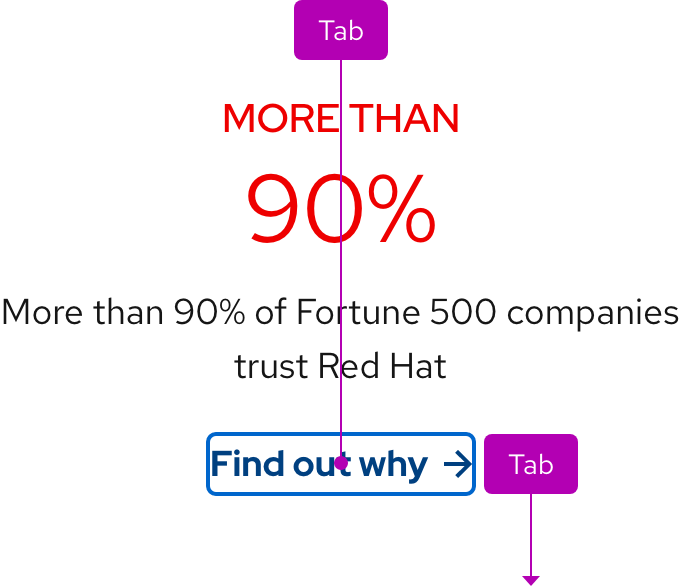 Tab
MORE THAN
90%
More than 90% of Fortune 500 companies
trust Red Hat
Find out why →
Tab